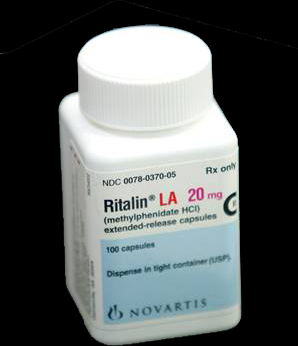 NDC 0078-0370-05
Rx only
Ritalin® LA 20 mg
(methylphenidate HCl)
extended-release capsules
100 capsules
Dispense in tight container (USP).
NOVARTIS